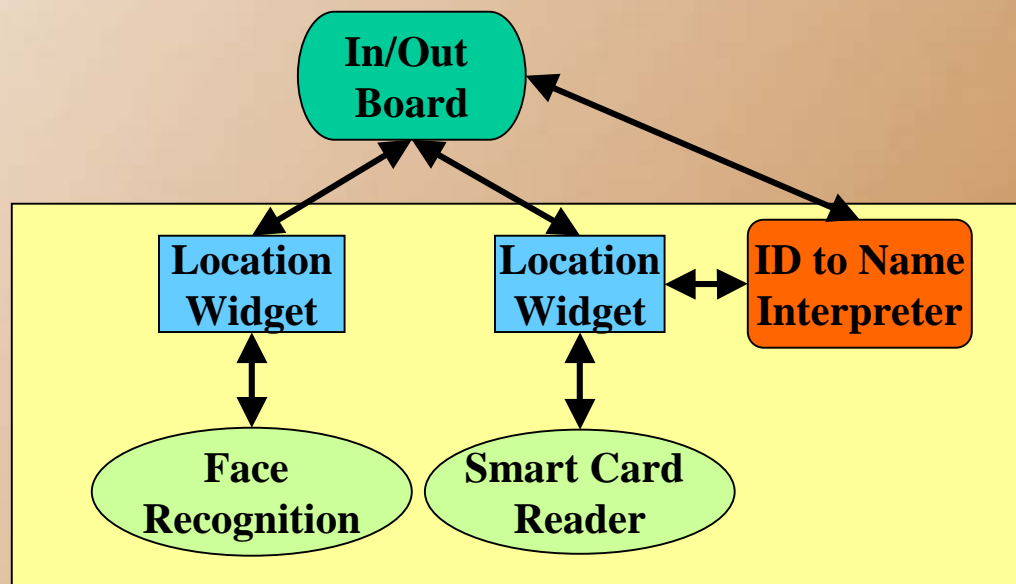 In/Out
Board
Location
Widget
Location
Widget
ID to Name
Interpreter
Face
Recognition
Smart Card
Reader